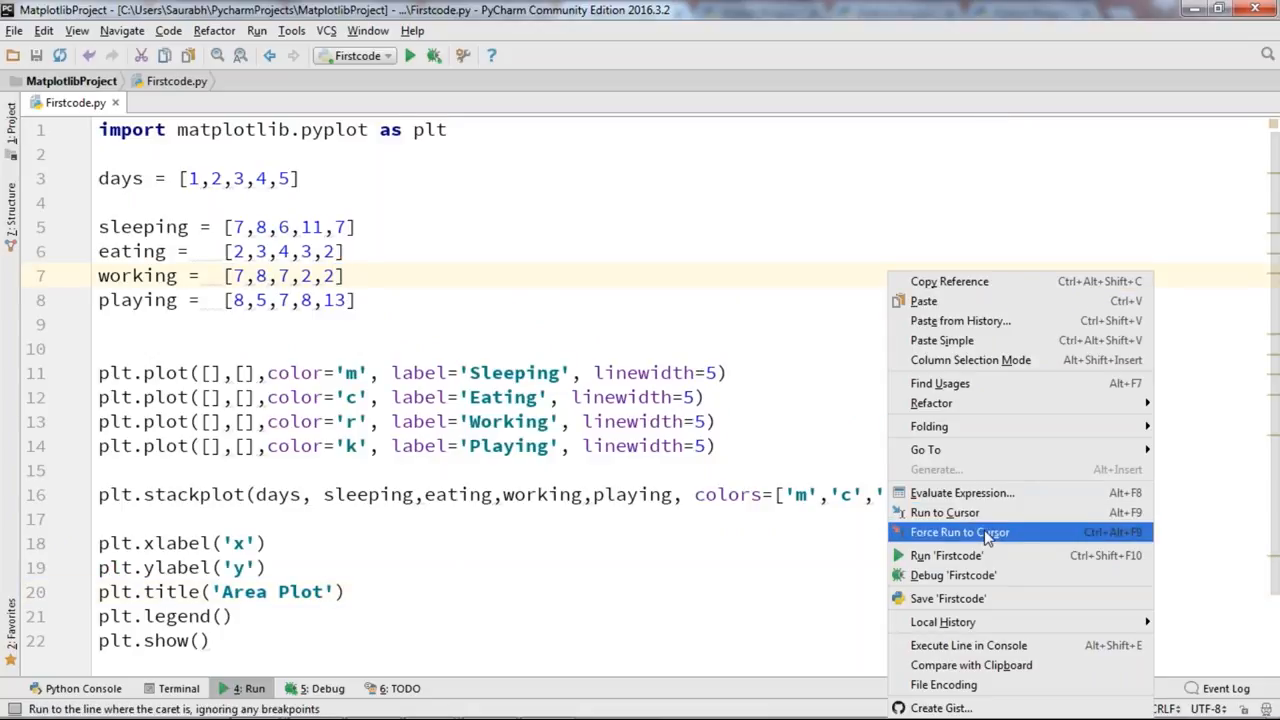 MatplotlibProject - [C:\Users\Saurabh\PycharmProjects\MatplotlibProject] - ...\Firstcode.py - PyCharm Community Edition 2016.3.2
File Edit View Navigate Code Refactor Run Tools VCS Window Help
Firstcode
MatplotlibProject Firstcode.py
Firstcode.py
1: Project
7: Structure
2: Favorites
1 import matplotlib.pyplot as plt
2
3 days = [1,2,3,4,5]
4
5 sleeping = [7,8,6,11,7]
6 eating =   [2,3,4,3,2]
7 working =  [7,8,7,2,2]
8 playing =  [8,5,7,8,13]
9
10
11 plt.plot([],[],color='m', label='Sleeping', linewidth=5)
12 plt.plot([],[],color='c', label='Eating', linewidth=5)
13 plt.plot([],[],color='r', label='Working', linewidth=5)
14 plt.plot([],[],color='k', label='Playing', linewidth=5)
15
16 plt.stackplot(days, sleeping,eating,working,playing, colors=['m','c','
17
18 plt.xlabel('x')
19 plt.ylabel('y')
20 plt.title('Area Plot')
21 plt.legend()
22 plt.show()
Copy Reference Ctrl+Alt+Shift+C
Paste Ctrl+V
Paste from History... Ctrl+Shift+V
Paste Simple Ctrl+Alt+Shift+V
Column Selection Mode Alt+Shift+Insert
Find Usages Alt+F7
Refactor
Folding
Go To
Generate... Alt+Insert
Evaluate Expression... Alt+F8
Run to Cursor Alt+F9
Force Run to Cursor Ctrl+Alt+F9
Run 'Firstcode' Ctrl+Shift+F10
Debug 'Firstcode'
Save 'Firstcode'
Local History
Execute Line in Console Alt+Shift+E
Compare with Clipboard
File Encoding
Create Gist...
Python Console Terminal 4: Run 5: Debug 6: TODO Event Log
Run to the line where the caret is, ignoring any breakpoints CRLF÷ UTF-8÷